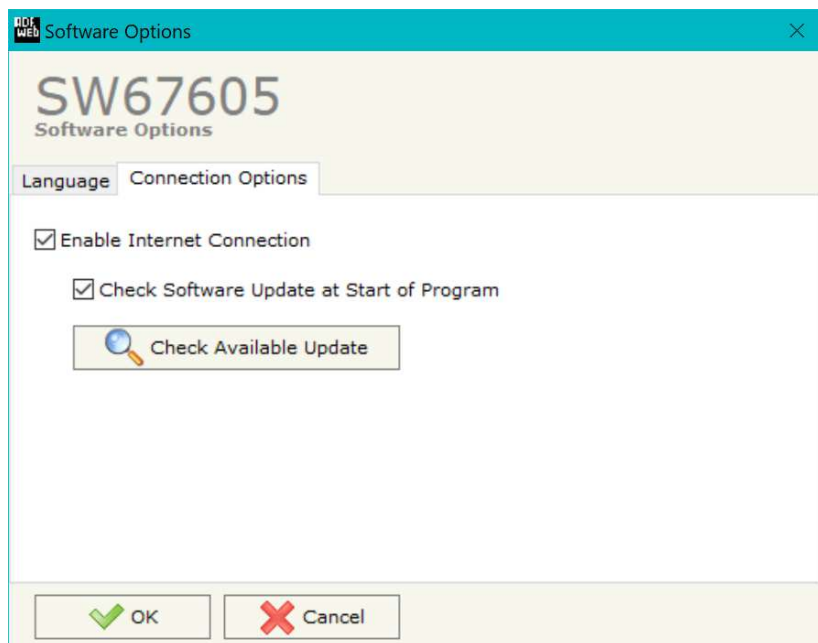 ADF
WEB
Software Options
SW67605
Software Options
Language
Connection Options
Enable Internet Connection
Check Software Update at Start of Program
Check Available Update
OK
Cancel